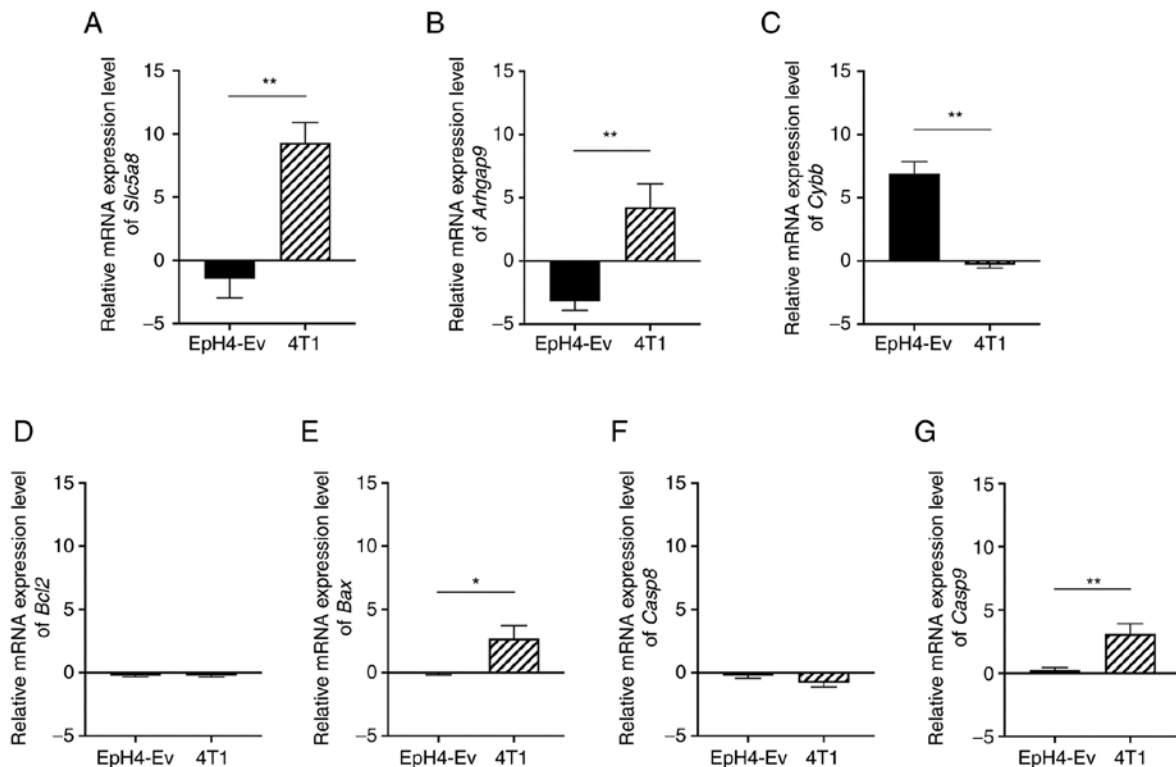 A
Relative mRNA expression level
of Slc5a8
15
10
5
0
−5
**
EpH4-Ev
4T1
B
Relative mRNA expression level
of Arhgap9
15
10
5
0
−5
**
EpH4-Ev
4T1
C
Relative mRNA expression level
of Cybb
15
10
5
0
−5
**
EpH4-Ev
4T1
D
Relative mRNA expression level
of Bcl2
15
10
5
0
−5
EpH4-Ev
4T1
E
Relative mRNA expression level
of Bax
15
10
5
0
−5
*
EpH4-Ev
4T1
F
Relative mRNA expression level
of Casp8
15
10
5
0
−5
EpH4-Ev
4T1
G
Relative mRNA expression level
of Casp9
15
10
5
0
−5
**
EpH4-Ev
4T1